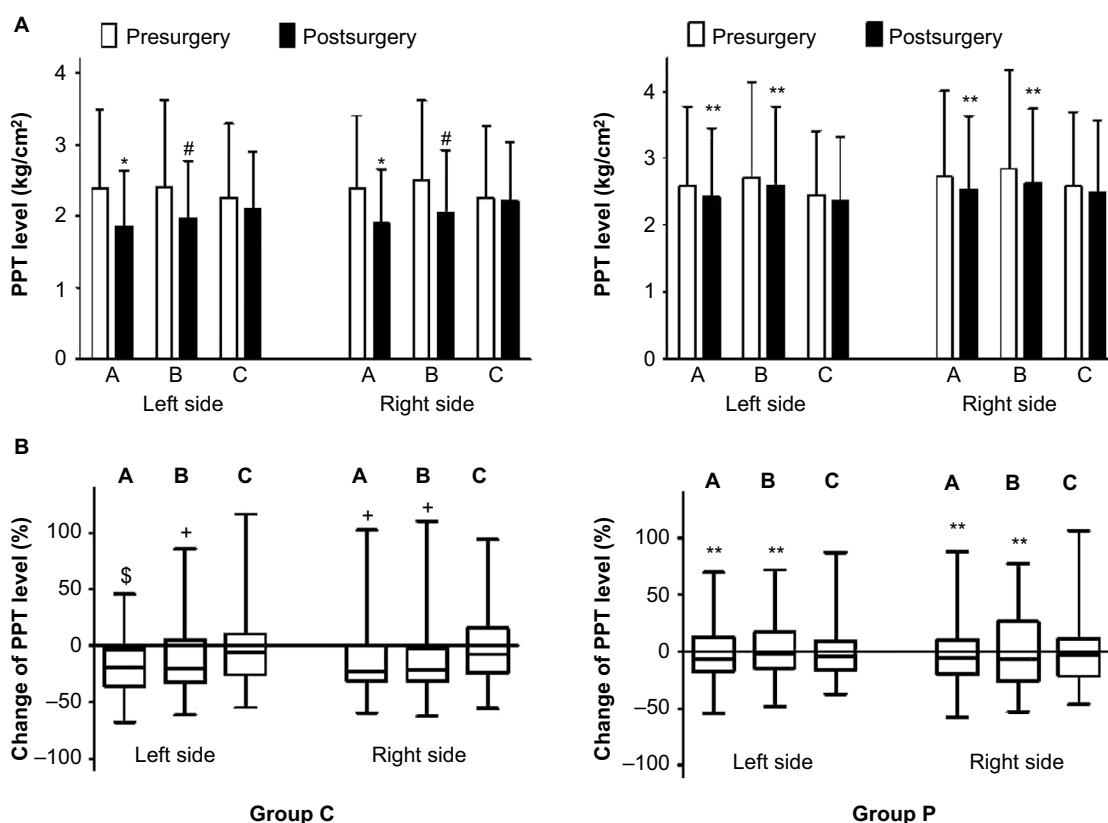 A
Presurgery Postsurgery
PPT level (kg/cm²)
4
3
2
1
0
* # * #
A B C A B C
Left side Right side
Presurgery Postsurgery
PPT level (kg/cm²)
4
3
2
1
0
** ** ** **
A B C A B C
Left side Right side
B
A B C A B C
Change of PPT level (%)
100
50
0
–50
–100
$ + + +
Left side Right side
Group C
A B C A B C
Change of PPT level (%)
100
50
0
–50
–100
** ** ** **
Left side Right side
Group P